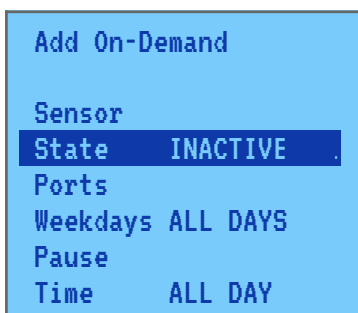 Add On-Demand
Sensor
State INACTIVE .
Ports
Weekdays ALL DAYS
Pause
Time ALL DAY